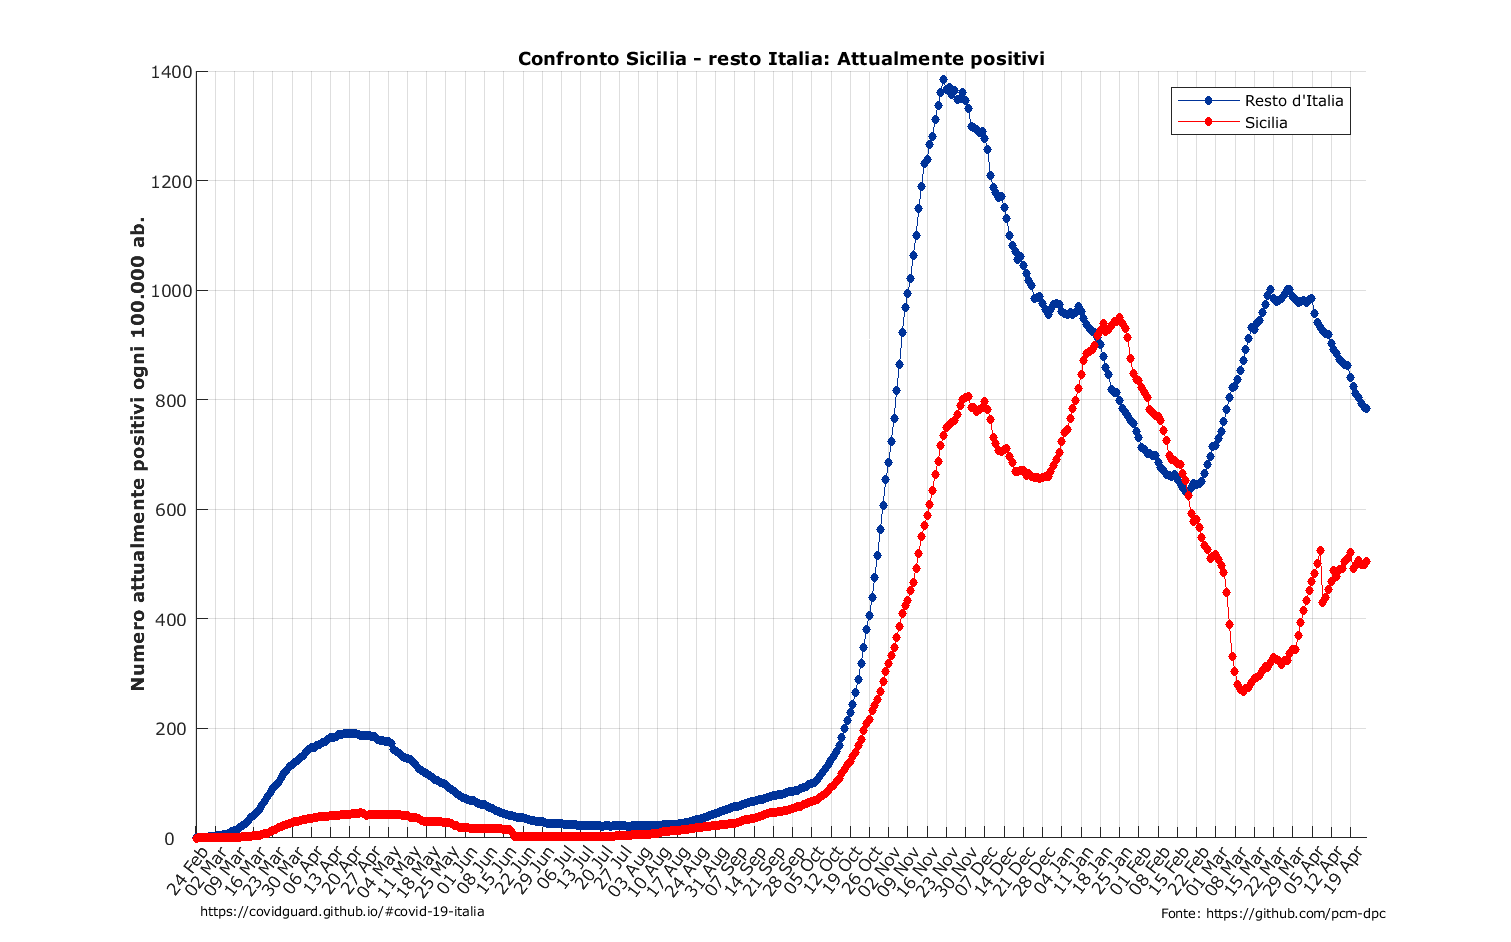 Confronto Sicilia - resto Italia: Attualmente positivi
Numero attualmente positivi ogni 100.000 ab.
1400
1200
1000
800
600
400
200
0
Resto d'Italia
Sicilia
24 Feb
02 Mar
09 Mar
16 Mar
23 Mar
30 Mar
06 Apr
13 Apr
20 Apr
27 Apr
04 May
11 May
18 May
25 May
01 Jun
08 Jun
15 Jun
22 Jun
29 Jun
06 Jul
13 Jul
20 Jul
27 Jul
03 Aug
10 Aug
17 Aug
24 Aug
31 Aug
07 Sep
14 Sep
21 Sep
28 Sep
05 Oct
12 Oct
19 Oct
26 Oct
02 Nov
09 Nov
16 Nov
23 Nov
30 Nov
07 Dec
14 Dec
21 Dec
28 Dec
04 Jan
11 Jan
18 Jan
25 Jan
01 Feb
08 Feb
15 Feb
22 Feb
01 Mar
08 Mar
15 Mar
22 Mar
29 Mar
05 Apr
12 Apr
19 Apr
https://covidguard.github.io/#covid-19-italia
Fonte: https://github.com/pcm-dpc